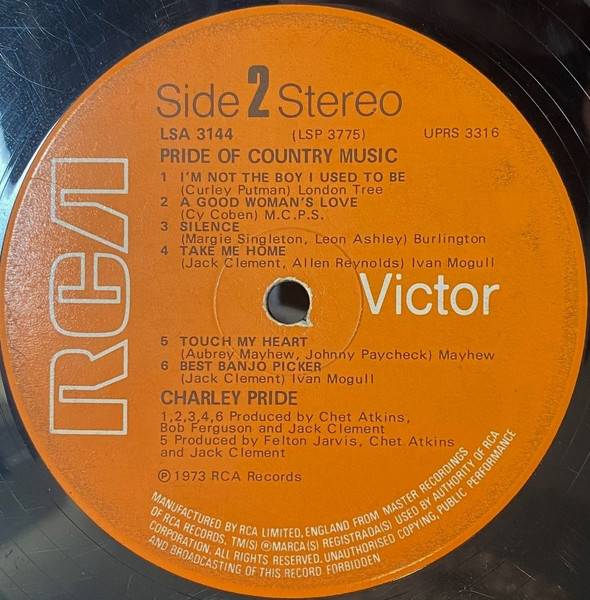 Side 2 Stereo
LSA 3144 (LSP 3775) UPRS 3316
PRIDE OF COUNTRY MUSIC
1 I'M NOT THE BOY I USED TO BE
(Curley Putman) London Tree
2 A GOOD WOMAN'S LOVE
(Cy Coben) M.C.P.S.
3 SILENCE
(Margie Singleton, Leon Ashley) Burlington
4 TAKE ME HOME
(Jack Clement, Allen Reynolds) Ivan Mogull
RCA
Victor
5 TOUCH MY HEART
(Aubrey Mayhew, Johnny Paycheck) Mayhew
6 BEST BANJO PICKER
(Jack Clement) Ivan Mogull
CHARLEY PRIDE
1,2,3,4,6 Produced by Chet Atkins,
Bob Ferguson and Jack Clement
5 Produced by Felton Jarvis, Chet Atkins
and Jack Clement
℗ 1973 RCA Records
MANUFACTURED BY RCA LIMITED, ENGLAND FROM MASTER RECORDINGS
OF RCA RECORDS. TM(S) ® MARCA(S) REGISTRADA(S) USED BY AUTHORITY OF RCA
CORPORATION. ALL RIGHTS RESERVED. UNAUTHORISED COPYING, PUBLIC PERFORMANCE
AND BROADCASTING OF THIS RECORD FORBIDDEN